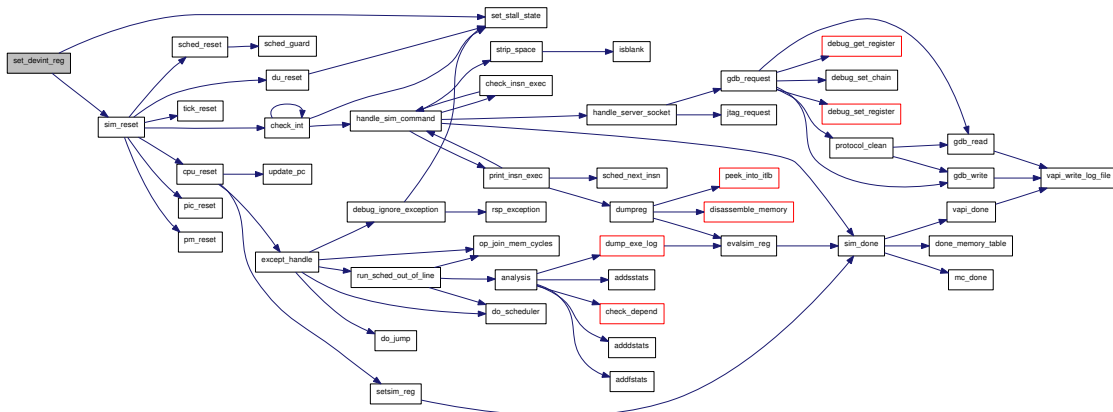 set_devint_reg
sim_reset
sched_reset
du_reset
tick_reset
cpu_reset
pic_reset
pm_reset
sched_guard
check_int
update_pc
except_handle
set_stall_state
handle_sim_command
debug_ignore_exception
run_sched_out_of_line
do_jump
setsim_reg
strip_space
check_insn_exec
print_insn_exec
rsp_exception
op_join_mem_cycles
analysis
do_scheduler
isblank
handle_server_socket
sched_next_insn
dumpreg
dump_exe_log
addsstats
check_depend
adddstats
addfstats
gdb_request
jtag_request
peek_into_itlb
disassemble_memory
evalsim_reg
debug_get_register
debug_set_chain
debug_set_register
protocol_clean
sim_done
gdb_read
gdb_write
vapi_done
done_memory_table
mc_done
vapi_write_log_file